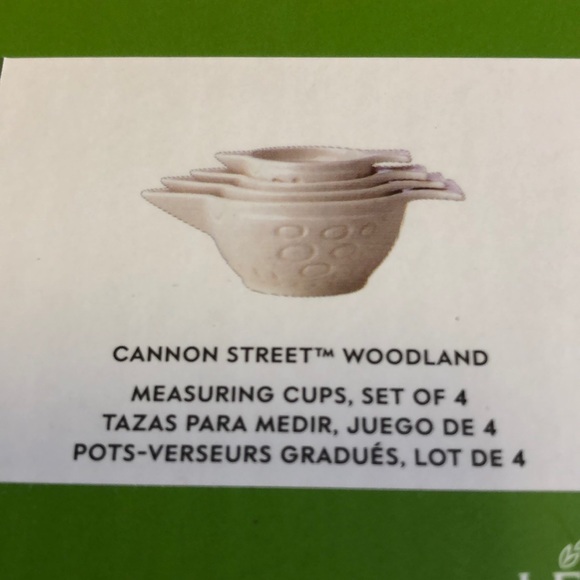 CANNON STREET™ WOODLAND
MEASURING CUPS, SET OF 4
TAZAS PARA MEDIR, JUEGO DE 4
POTS-VERSEURS GRADUÉS, LOT DE 4